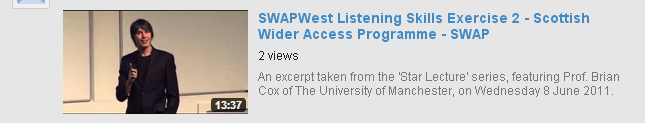 SWAPWest Listening Skills Exercise 2 - Scottish
Wider Access Programme - SWAP
2 views
An excerpt taken from the 'Star Lecture' series, featuring Prof. Brian
Cox of The University of Manchester, on Wednesday 8 June 2011.
13:37